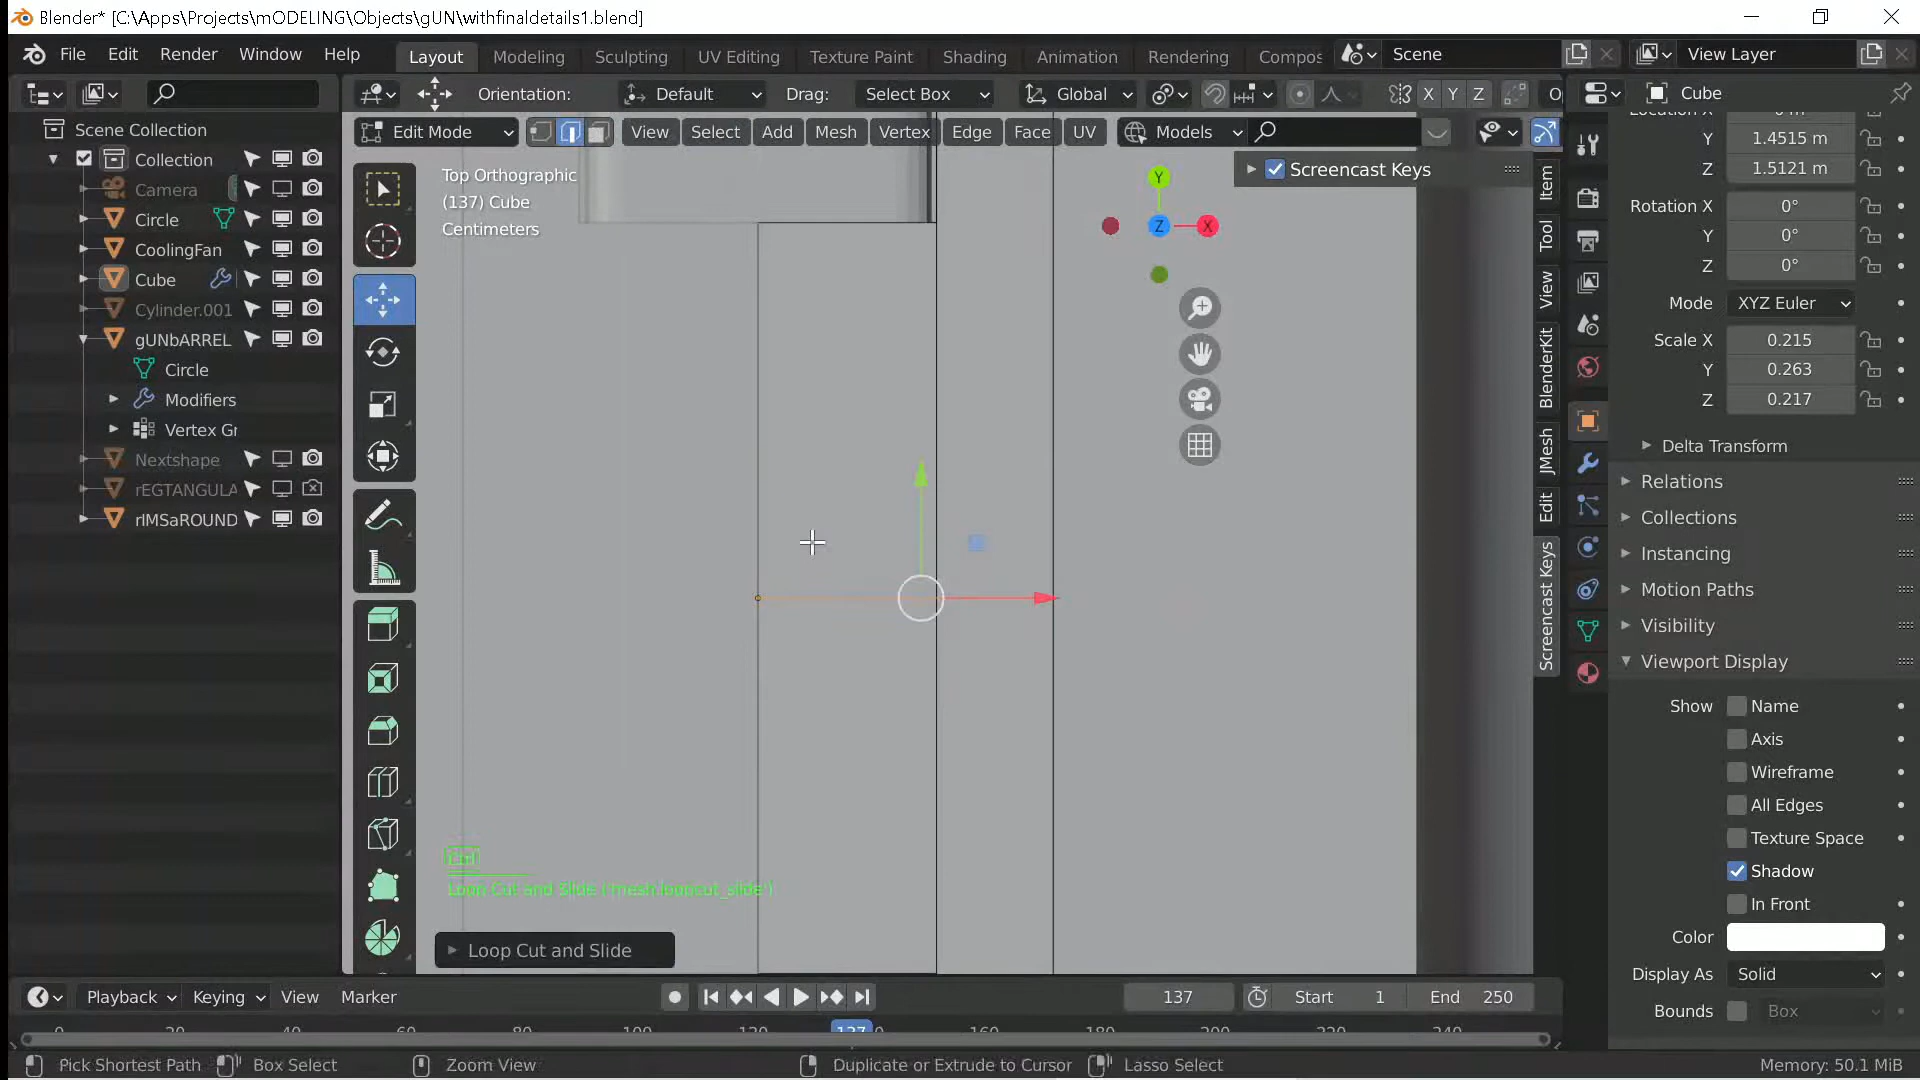 Blender* [C:\Apps\Projects\mODELING\Objects\gUN\withfinaldetails1.blend]
File Edit Render Window Help Layout Modeling Sculpting UV Editing Texture Paint Shading Animation Rendering Compos Scene View Layer
Orientation: Default Drag: Select Box Global X Y Z O Cube
Scene Collection Edit Mode View Select Add Mesh Vertex Edge Face UV Models
Collection
Camera
Circle
CoolingFan
Cube
Cylinder.001
gUNbARREL
Circle
Modifiers
Vertex Gr
Nextshape
rEGTANGULA
rIMSaROUND
Top Orthographic
(137) Cube
Centimeters
Y
Z X
Screencast Keys
Item
Tool
View
BlenderKit
JMesh
Edit
Screencast Keys
Y 1.4515 m
Z 1.5121 m
Rotation X 0°
Y 0°
Z 0°
Mode XYZ Euler
Scale X 0.215
Y 0.263
Z 0.217
Delta Transform
Relations
Collections
Instancing
Motion Paths
Visibility
Viewport Display
Show Name
Axis
Wireframe
All Edges
Texture Space
Shadow
In Front
Color
Display As Solid
Bounds Box
Ctrl
Loop Cut and Slide ('mesh.loopcut_slide')
Loop Cut and Slide
Playback Keying View Marker 137 Start 1 End 250
20 40 60 80 100 120 137 160 180 200 220 240
Pick Shortest Path Box Select Zoom View Duplicate or Extrude to Cursor Lasso Select Memory: 50.1 MiB